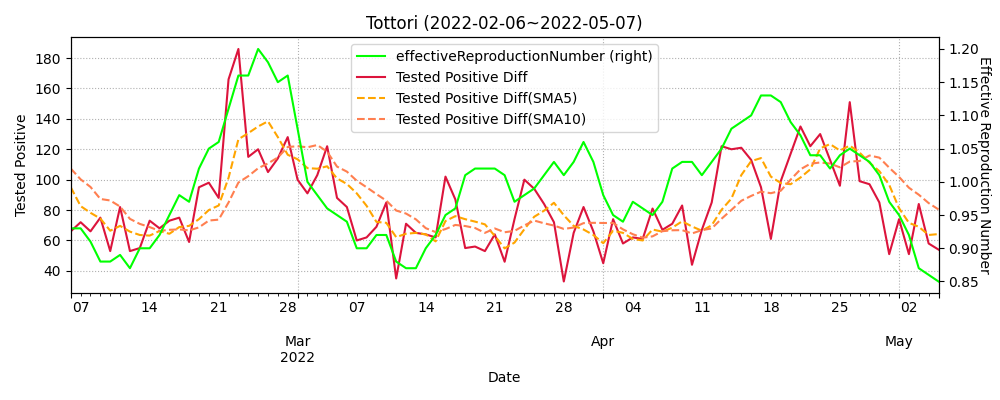 Tottori (2022-02-06~2022-05-07)
effectiveReproductionNumber (right)
Tested Positive Diff
Tested Positive Diff(SMA5)
Tested Positive Diff(SMA10)
Tested Positive
180
160
140
120
100
80
60
40
1.20
1.15
1.10
1.05
1.00
0.95
0.90
0.85
Effective Reproduction Number
07 14 21 28 07 14 21 28 04 11 18 25 02
Mar Apr May
2022
Date